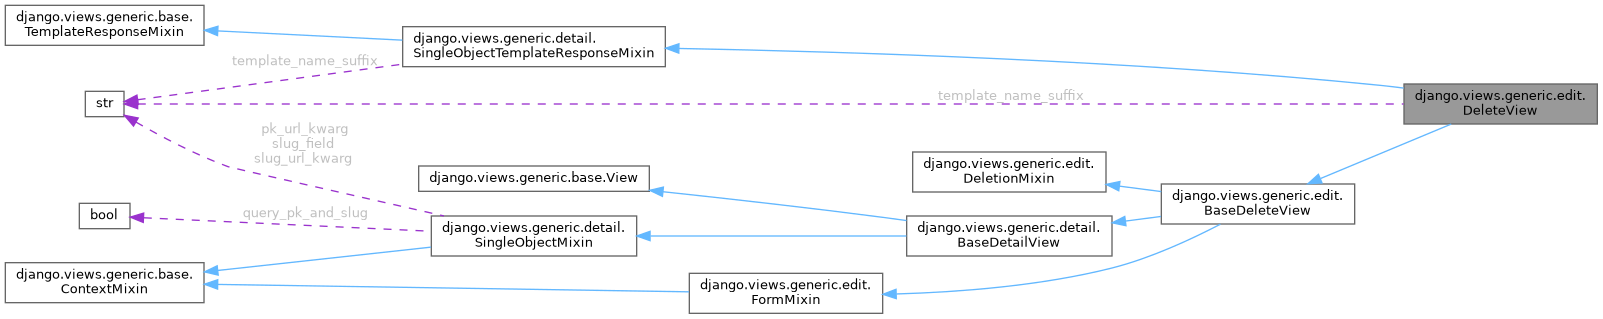 django.views.generic.base.
TemplateResponseMixin
django.views.generic.detail.
SingleObjectTemplateResponseMixin
template_name_suffix
str
template_name_suffix
django.views.generic.edit.
DeleteView
pk_url_kwarg
slug_field
slug_url_kwarg
django.views.generic.base.View
django.views.generic.edit.
DeletionMixin
django.views.generic.edit.
BaseDeleteView
bool
query_pk_and_slug
django.views.generic.detail.
SingleObjectMixin
django.views.generic.detail.
BaseDetailView
django.views.generic.base.
ContextMixin
django.views.generic.edit.
FormMixin